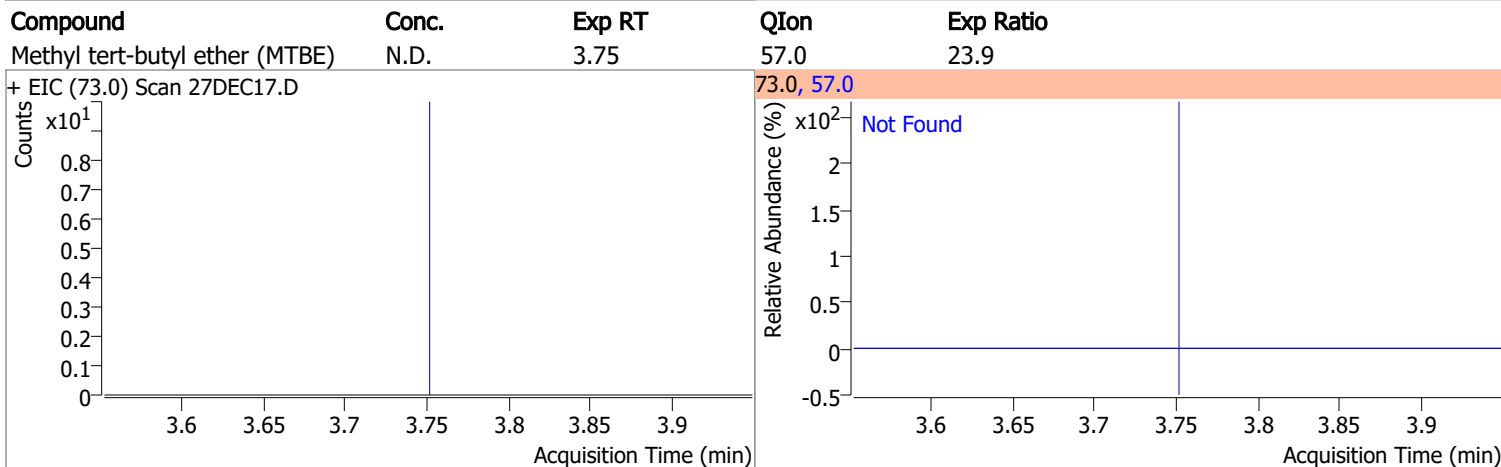 Compound Conc. Exp RT QIon Exp Ratio
Methyl tert-butyl ether (MTBE) N.D. 3.75 57.0 23.9
+ EIC (73.0) Scan 27DEC17.D
Counts
x10¹
0.8
0.7
0.6
0.5
0.4
0.3
0.2
0.1
0
3.6 3.65 3.7 3.75 3.8 3.85 3.9
Acquisition Time (min)
73.0, 57.0
Relative Abundance (%)
x10²
Not Found
2
1.5
1
0.5
0
-0.5
3.6 3.65 3.7 3.75 3.8 3.85 3.9
Acquisition Time (min)